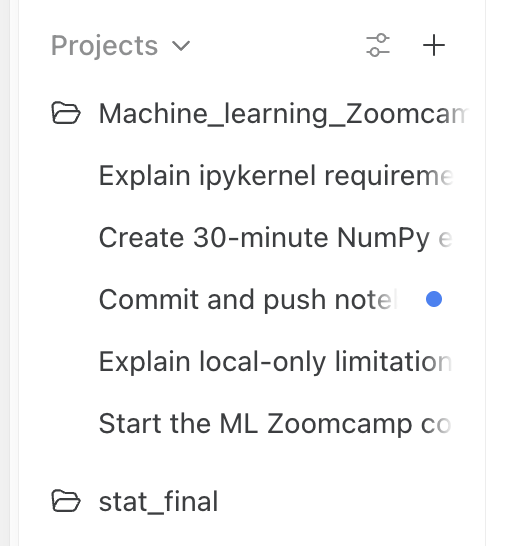 Projects
Machine_learning_Zoomcam
Explain ipykernel requireme
Create 30-minute NumPy e
Commit and push note
Explain local-only limitation
Start the ML Zoomcamp co
stat_final